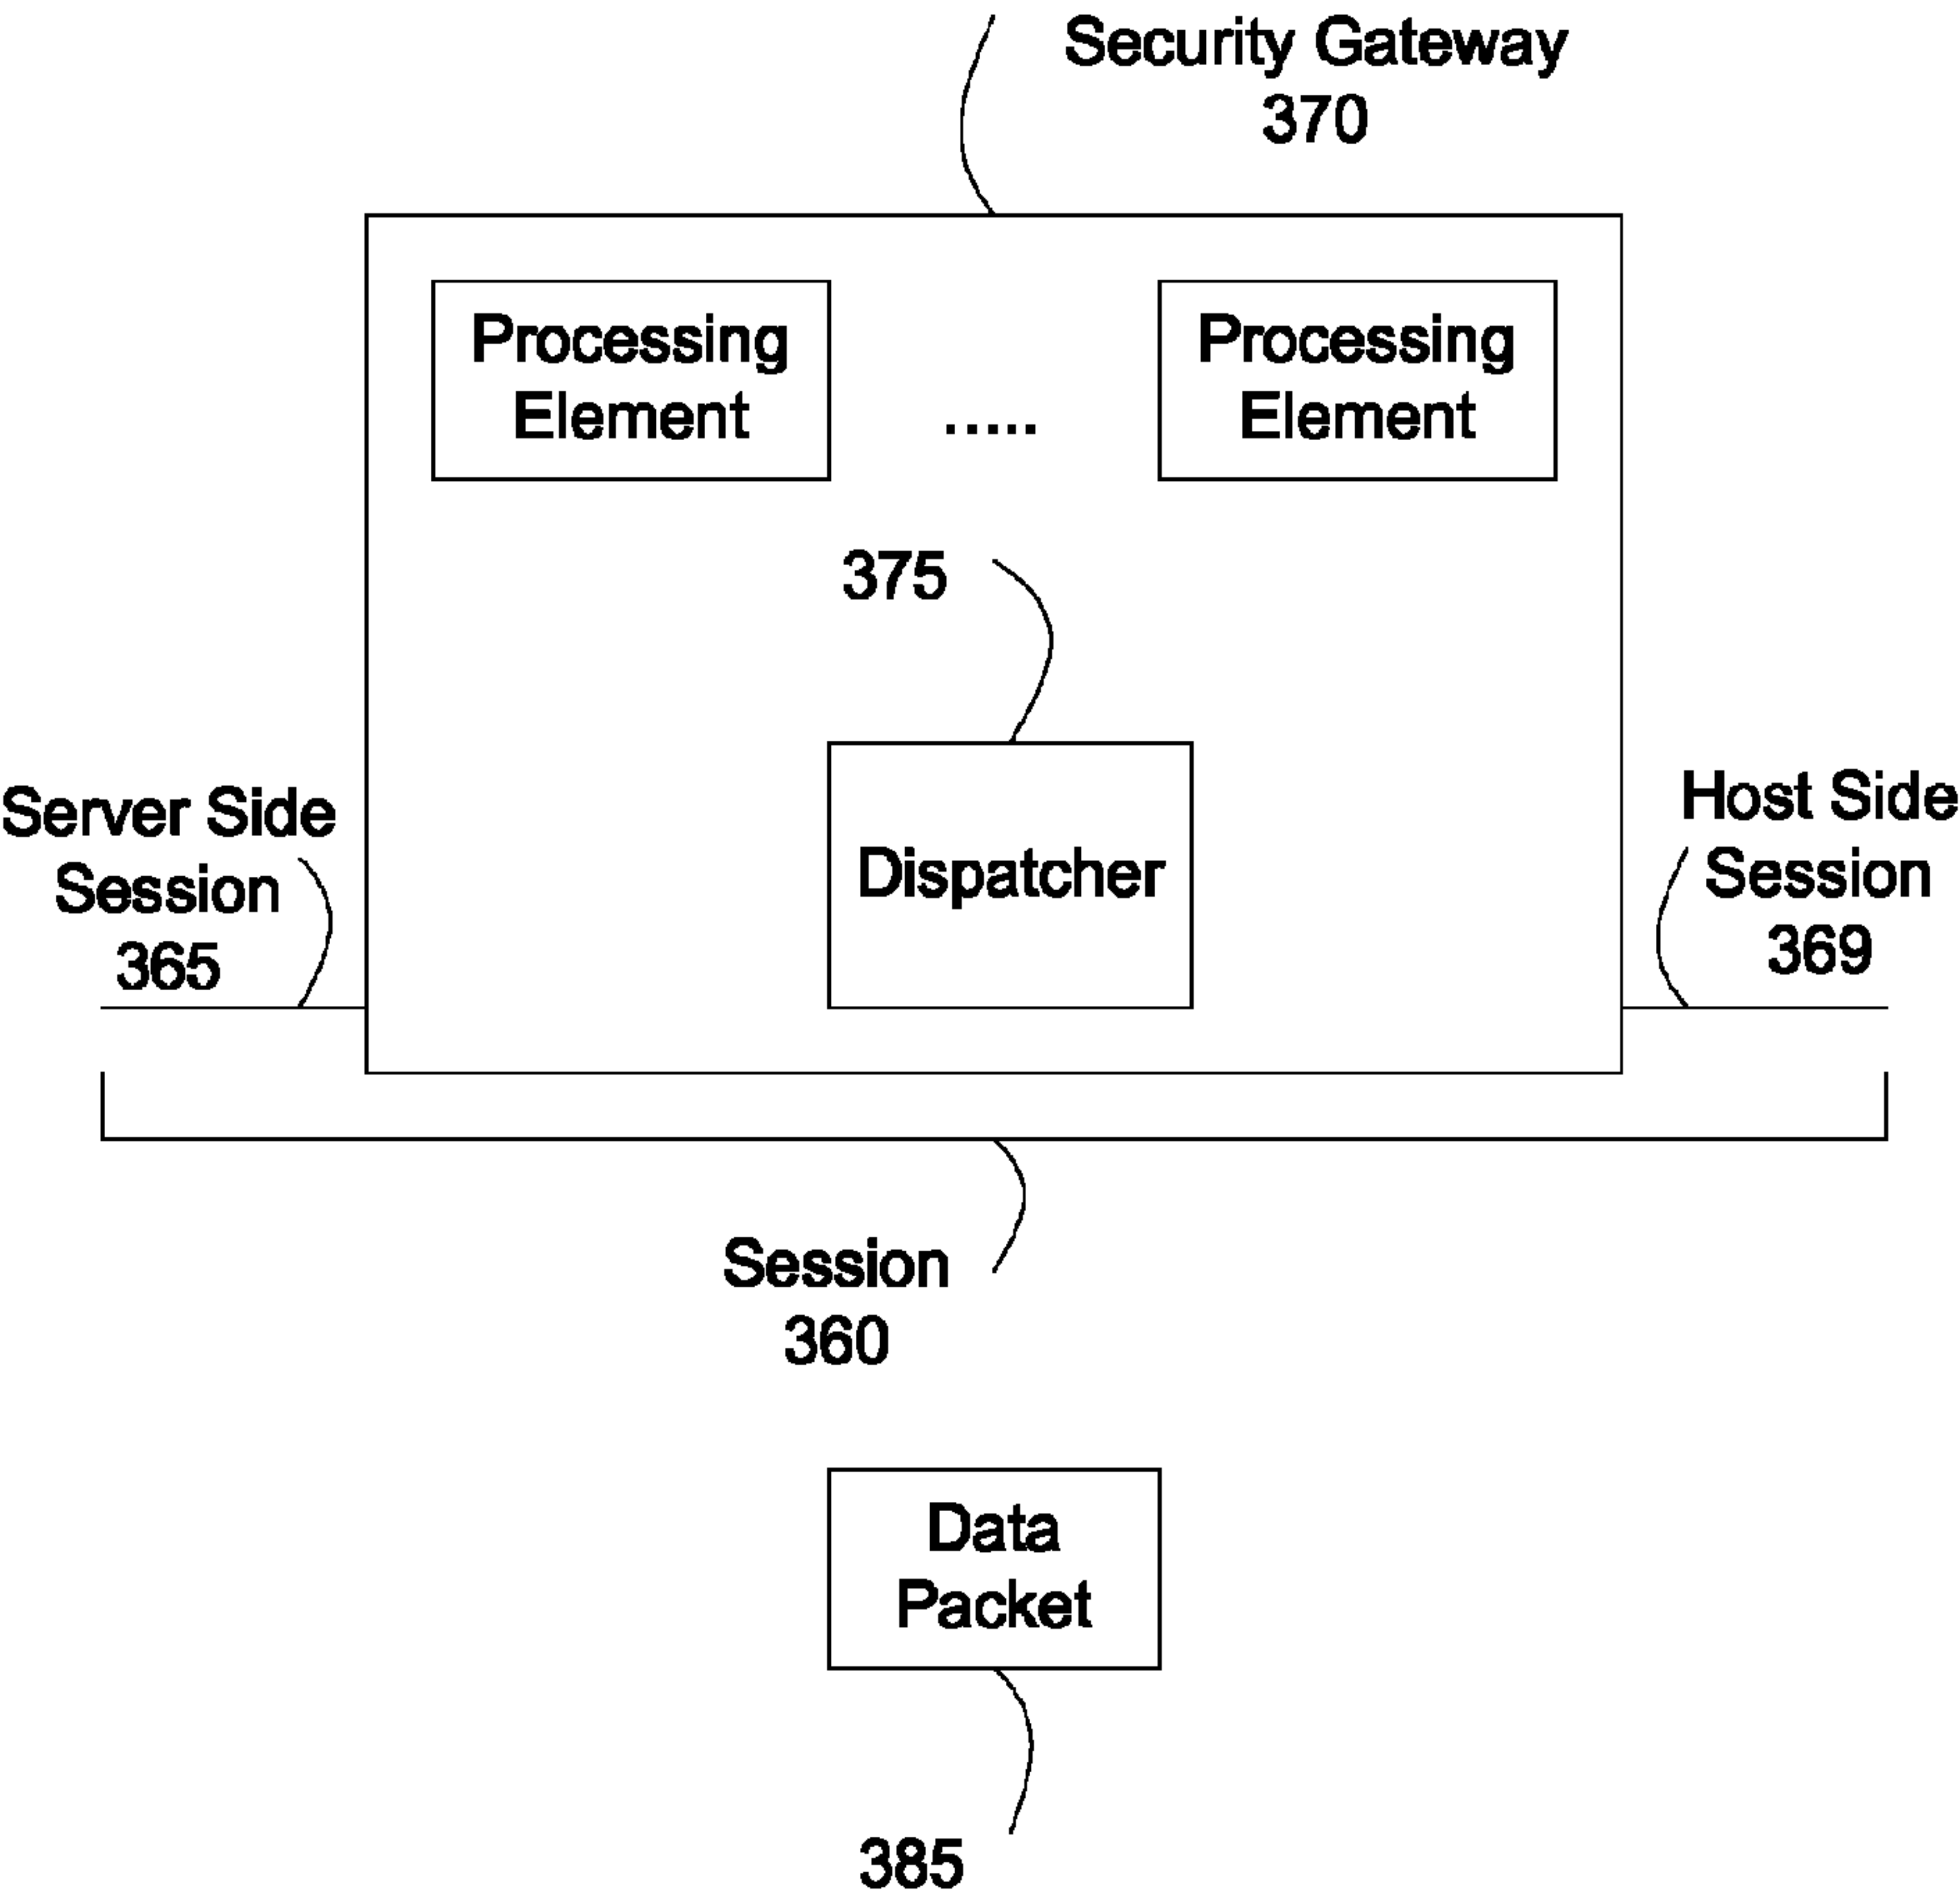 Security Gateway
370
Processing
Element
.....
Processing
Element
375
Dispatcher
Server Side
Session
365
Host Side
Session
369
Session
360
Data
Packet
385